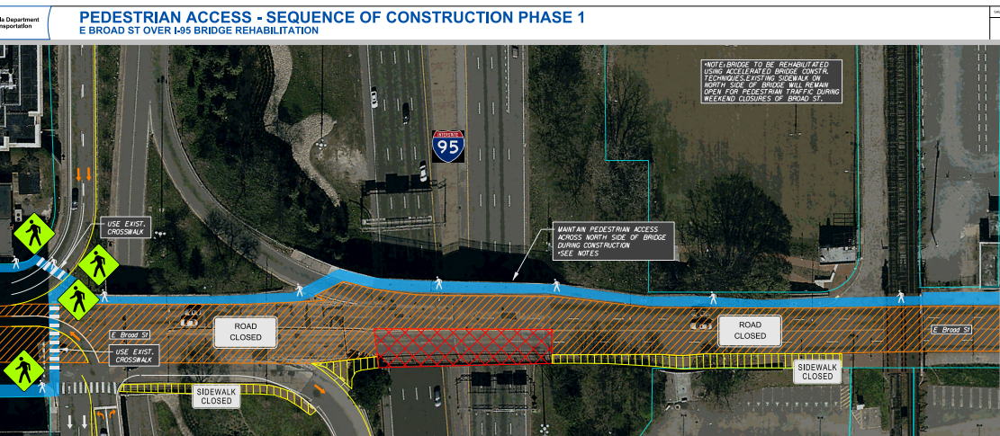 PEDESTRIAN ACCESS - SEQUENCE OF CONSTRUCTION PHASE 1
E BROAD ST OVER I-95 BRIDGE REHABILITATION
Department
*NOTE: BRIDGE TO BE REHABILITATED
USING ACCELERATED BRIDGE CONSTR.
TECHNIQUES. EXISTING SIDEWALK ON
NORTH SIDE OF BRIDGE WILL REMAIN
OPEN FOR PEDESTRIAN TRAFFIC DURING
WEEKEND CLOSURES OF BROAD ST.
INTERSTATE
95
USE EXIST.
CROSSWALK
MAINTAIN PEDESTRIAN ACCESS
ACROSS NORTH SIDE OF BRIDGE
DURING CONSTRUCTION
*SEE NOTES
ROAD
CLOSED
ROAD
CLOSED
E Broad St
E Broad St
USE EXIST.
CROSSWALK
SIDEWALK
CLOSED
SIDEWALK
CLOSED